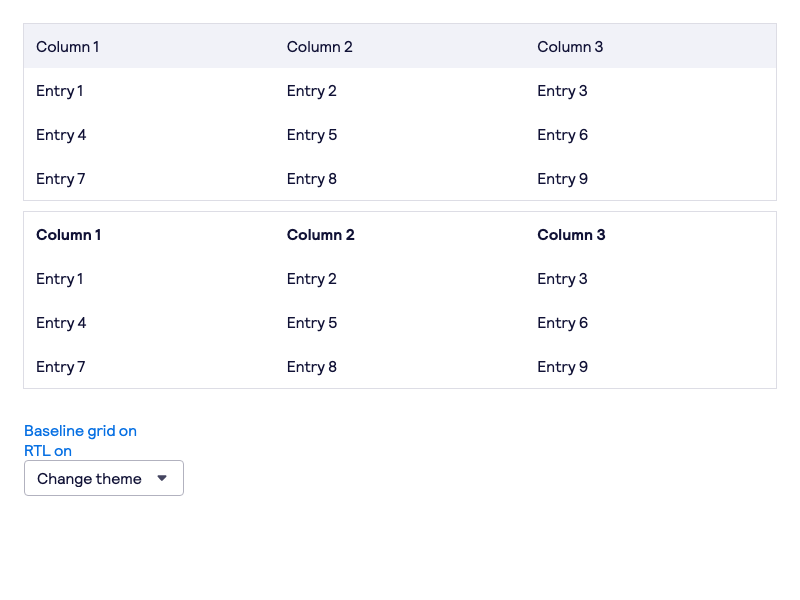 Column 1 Column 2 Column 3
Entry 1 Entry 2 Entry 3
Entry 4 Entry 5 Entry 6
Entry 7 Entry 8 Entry 9
Column 1 Column 2 Column 3
Entry 1 Entry 2 Entry 3
Entry 4 Entry 5 Entry 6
Entry 7 Entry 8 Entry 9
Baseline grid on
RTL on
Change theme